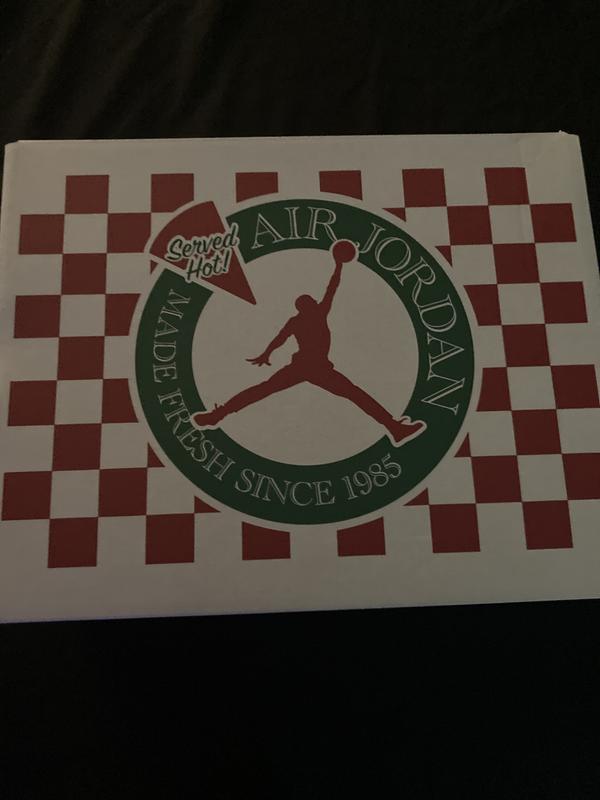 Served
Hot!
AIR JORDAN
MADE FRESH SINCE 1985